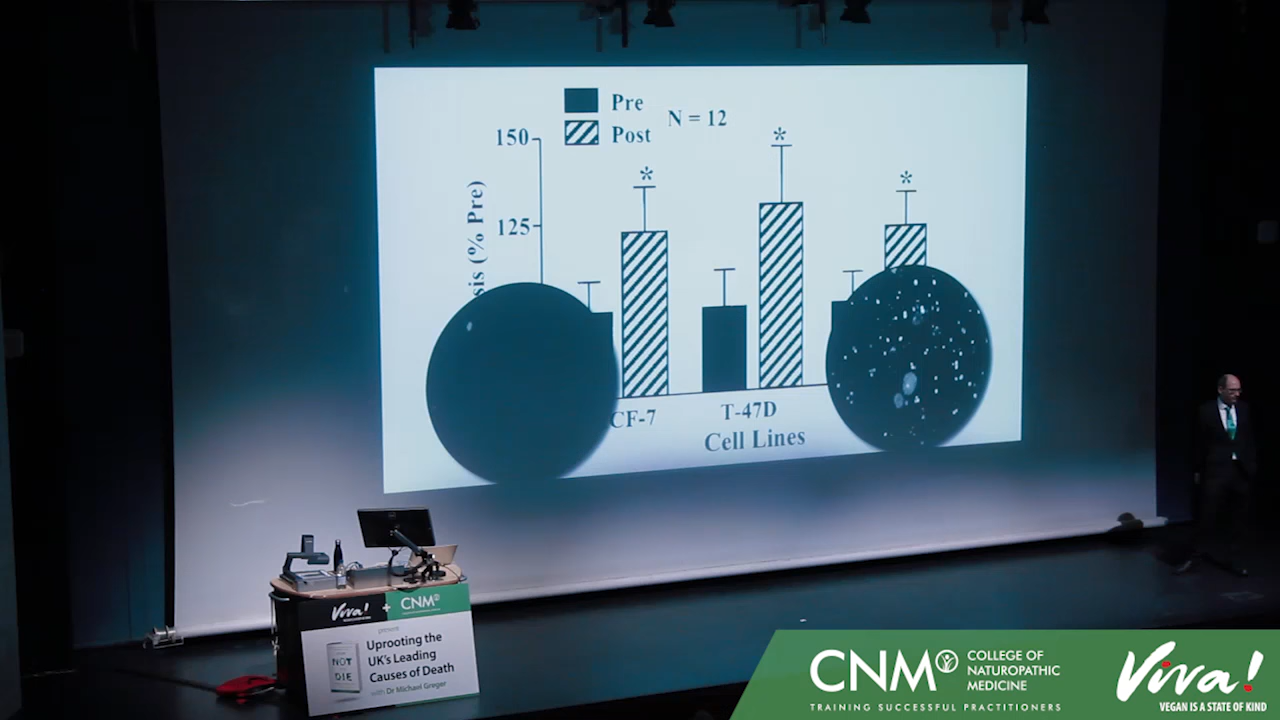 Pre
N = 12
Post
150
125
sis (% Pre)
CF-7
T-47D
Cell Lines
Viva! + CNM
present
NOT
DIE
Uprooting the
UK's Leading
Causes of Death
with Dr Michael Greger
CNM
COLLEGE OF
NATUROPATHIC
MEDICINE
TRAINING SUCCESSFUL PRACTITIONERS
Viva!
VEGAN IS A STATE OF KIND